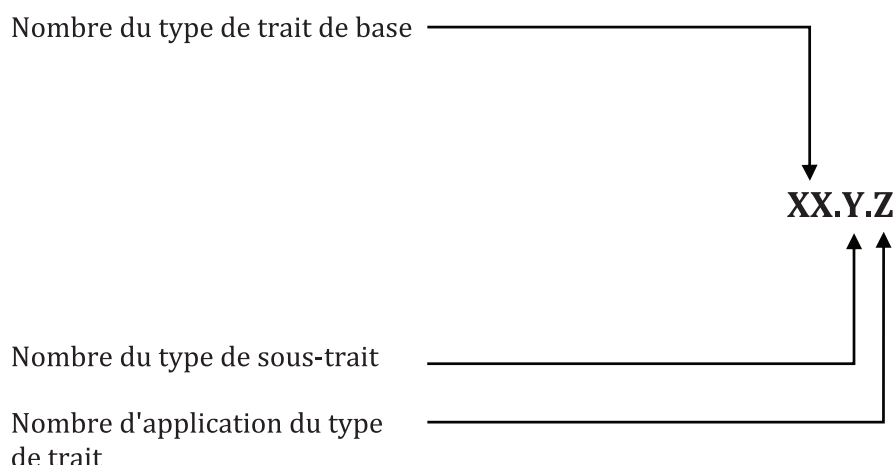 Nombre du type de trait de base
XX.Y.Z
Nombre du type de sous-trait
Nombre d'application du type
de trait